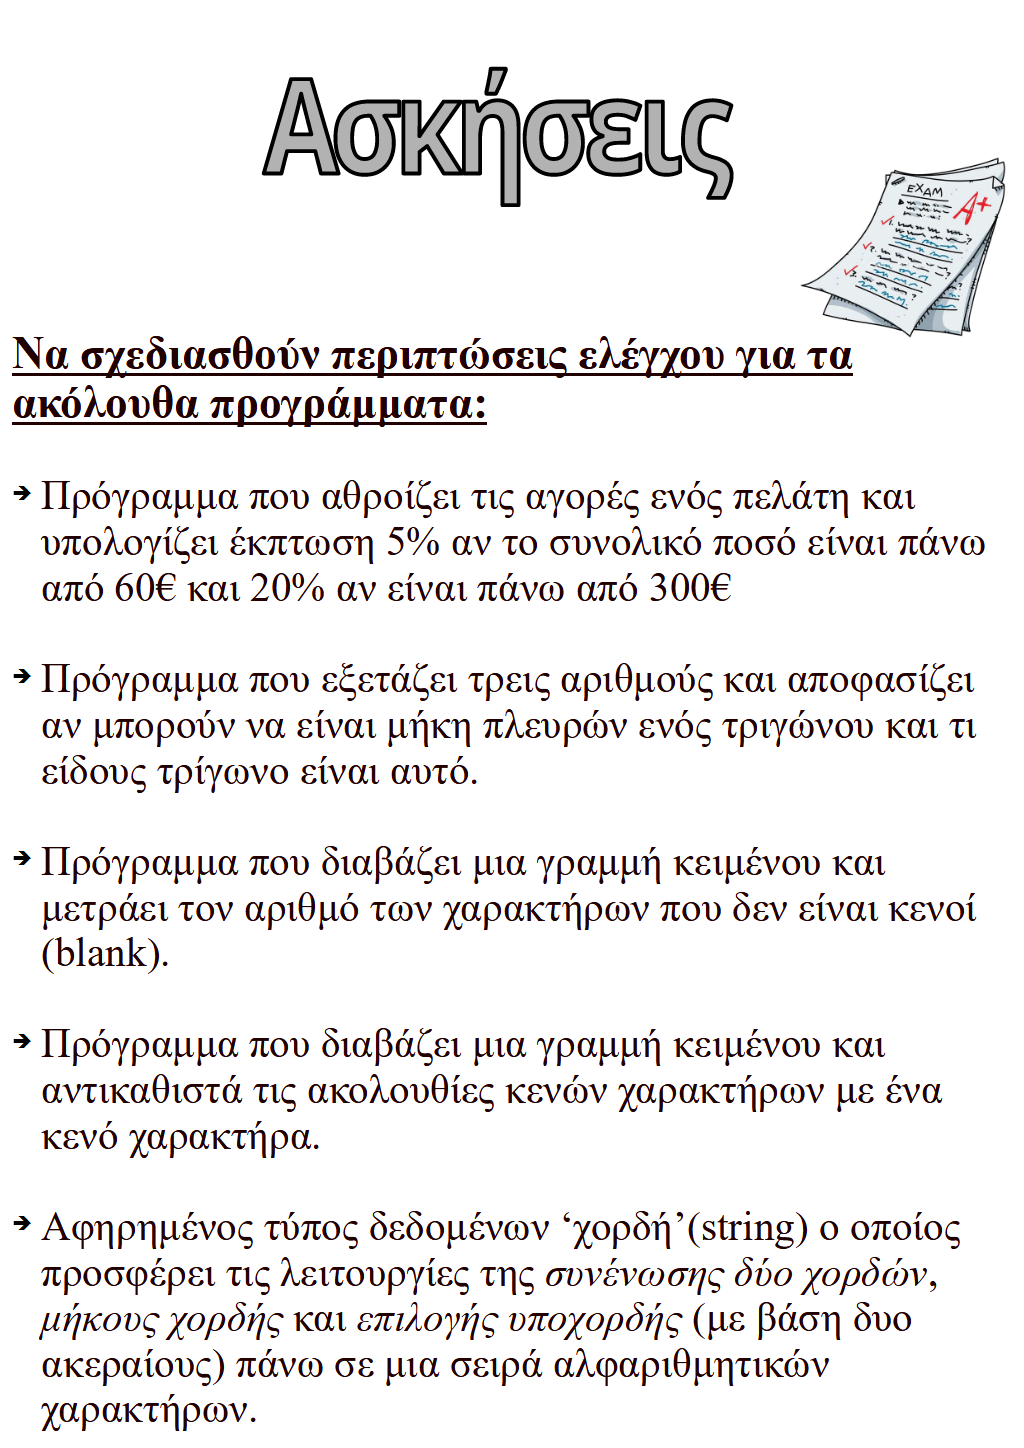 Ασκήσεις
EXAM
A+
Να σχεδιασθούν περιπτώσεις ελέγχου για τα
ακόλουθα προγράμματα:
➔ Πρόγραμμα που αθροίζει τις αγορές ενός πελάτη και
υπολογίζει έκπτωση 5% αν το συνολικό ποσό είναι πάνω
από 60€ και 20% αν είναι πάνω από 300€
➔ Πρόγραμμα που εξετάζει τρεις αριθμούς και αποφασίζει
αν μπορούν να είναι μήκη πλευρών ενός τριγώνου και τι
είδους τρίγωνο είναι αυτό.
➔ Πρόγραμμα που διαβάζει μια γραμμή κειμένου και
μετράει τον αριθμό των χαρακτήρων που δεν είναι κενοί
(blank).
➔ Πρόγραμμα που διαβάζει μια γραμμή κειμένου και
αντικαθιστά τις ακολουθίες κενών χαρακτήρων με ένα
κενό χαρακτήρα.
➔ Αφηρημένος τύπος δεδομένων ‘χορδή’(string) ο οποίος
προσφέρει τις λειτουργίες της συνένωσης δύο χορδών,
μήκους χορδής και επιλογής υποχορδής (με βάση δυο
ακεραίους) πάνω σε μια σειρά αλφαριθμητικών
χαρακτήρων.